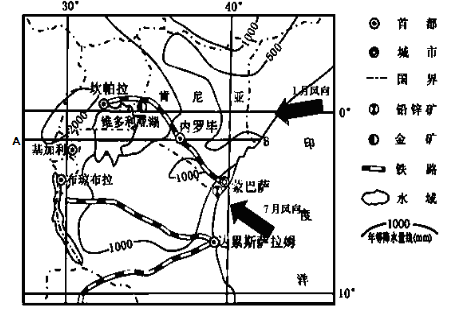 30°
40°
1000
500
坎帕拉
肯尼亚
1月风向
0°
2000
维多利亚湖
内罗毕
A
B
印
基加利
1000
布琼布拉
蒙巴萨
7月风向
度
1000
达累斯萨拉姆
洋
10°
首都
城市
国界
铅锌矿
金矿
铁路
水域
1000
年等降水量线(mm)